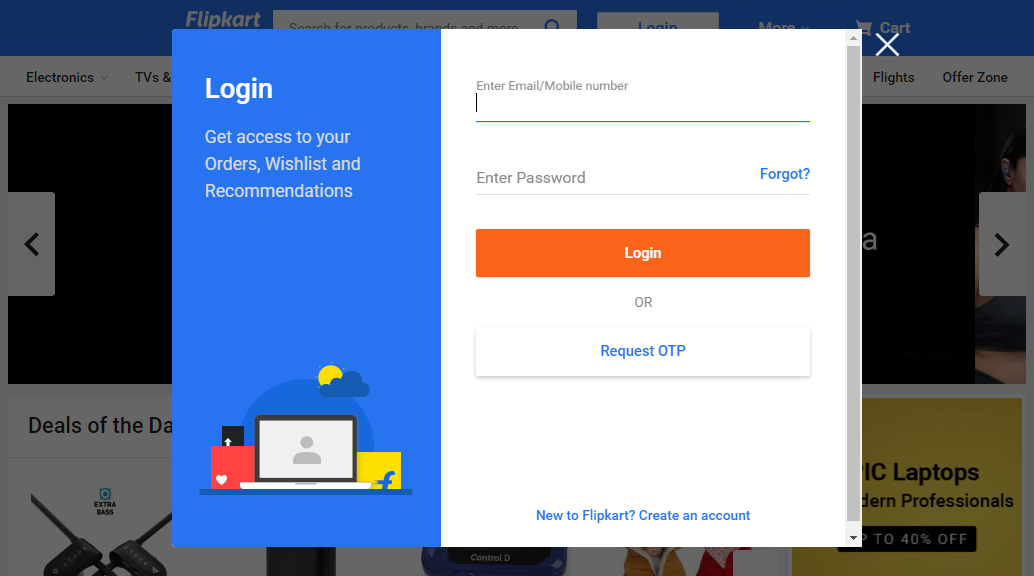 Flipkart
Search for products, brands and more
Login
More
Cart
Electronics
TVs &
Flights
Offer Zone
Login
Get access to your
Orders, Wishlist and
Recommendations
Enter Email/Mobile number
Enter Password
Forgot?
Login
OR
Request OTP
New to Flipkart? Create an account
a
Deals of the Da
EXTRA
BASS
Control D
PIC Laptops
dern Professionals
P TO 40% OFF